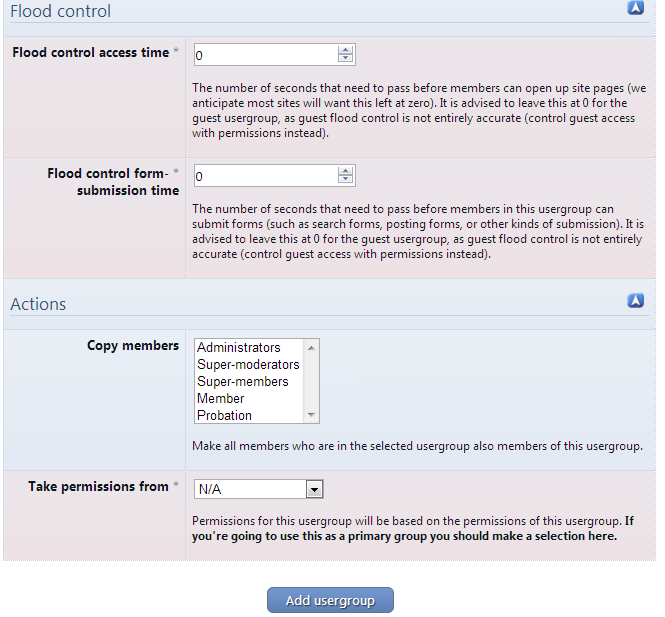 Flood control
Flood control access time *
0
The number of seconds that need to pass before members can open up site pages (we
anticipate most sites will want this left at zero). It is advised to leave this at 0 for the
guest usergroup, as guest flood control is not entirely accurate (control guest access
with permissions instead).
Flood control form- *
submission time
0
The number of seconds that need to pass before members in this usergroup can
submit forms (such as search forms, posting forms, or other kinds of submission). It is
advised to leave this at 0 for the guest usergroup, as guest flood control is not entirely
accurate (control guest access with permissions instead).
Actions
Copy members
Administrators
Super-moderators
Super-members
Member
Probation
Make all members who are in the selected usergroup also members of this usergroup.
Take permissions from *
N/A
Permissions for this usergroup will be based on the permissions of this usergroup. If
you're going to use this as a primary group you should make a selection here.
Add usergroup